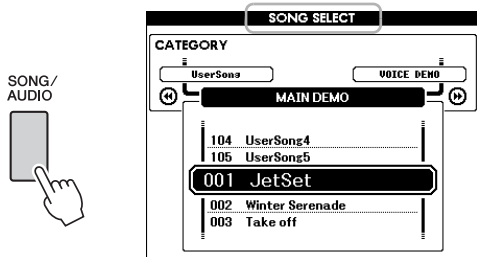 SONG SELECT
CATEGORY
UserSong
VOICE DEMO
MAIN DEMO
SONG/
AUDIO
104 UserSong4
105 UserSong5
001 JetSet
002 Winter Serenade
003 Take off